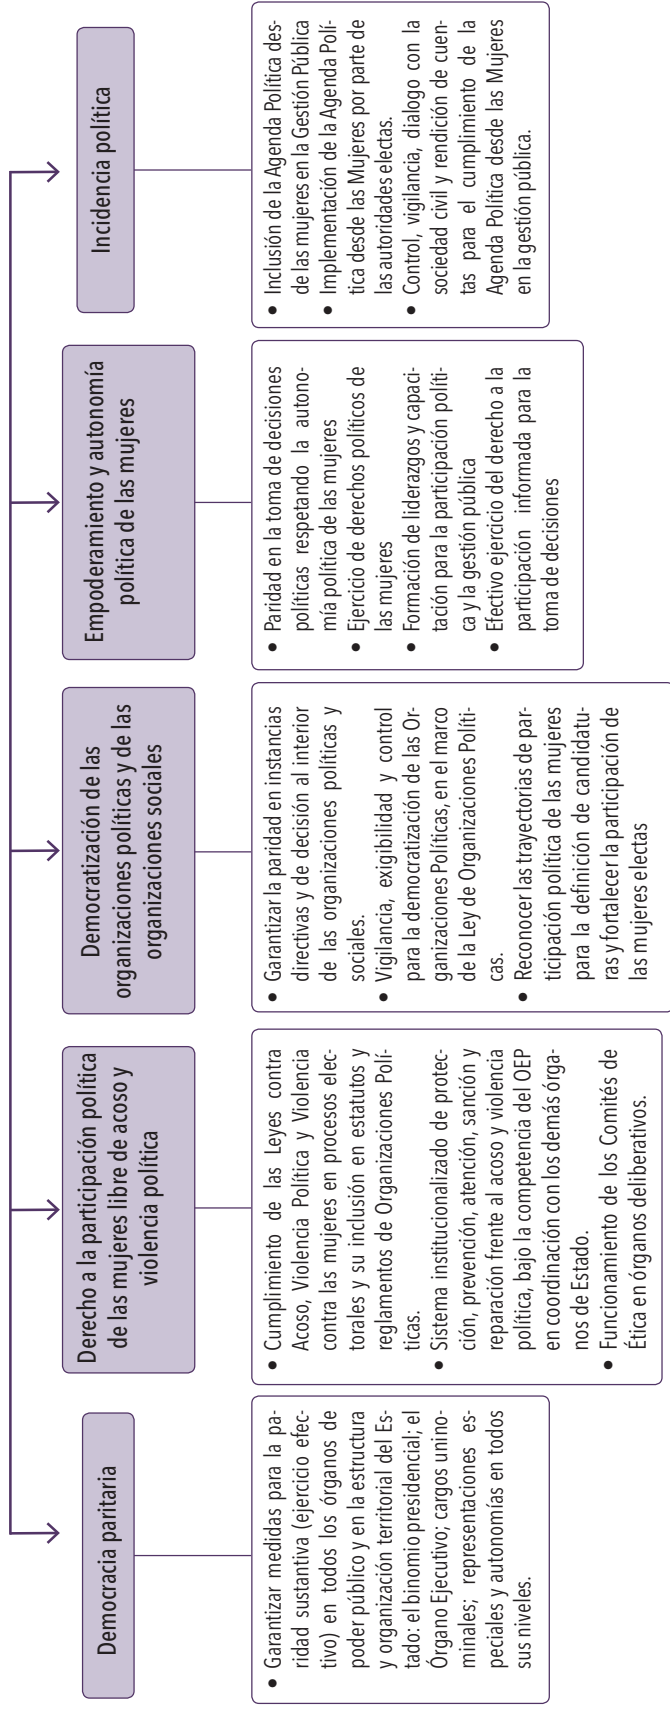 Democracia paritaria
• Garantizar medidas para la pa-
ridad sustantiva (ejercicio efec-
tivo) en todos los órganos de
poder público y en la estructura
y organización territorial del Es-
tado: el binomio presidencial; el
Órgano Ejecutivo; cargos unino-
minales; representaciones es-
peciales y autonomías en todos
sus niveles.
Derecho a la participación política
de las mujeres libre de acoso y
violencia política
• Cumplimiento de las Leyes contra
Acoso, Violencia Política y Violencia
contra las mujeres en procesos elec-
torales y su inclusión en estatutos y
reglamentos de Organizaciones Polí-
ticas.
• Sistema institucionalizado de protec-
ción, prevención, atención, sanción y
reparación frente al acoso y violencia
política, bajo la competencia del OEP
en coordinación con los demás órga-
nos de Estado.
• Funcionamiento de los Comités de
Ética en órganos deliberativos.
Democratización de las
organizaciones políticas y de las
organizaciones sociales
• Garantizar la paridad en instancias
directivas y de decisión al interior
de las organizaciones políticas y
sociales.
• Vigilancia, exigibilidad y control
para la democratización de las Or-
ganizaciones Políticas, en el marco
de la Ley de Organizaciones Políti-
cas.
• Reconocer las trayectorias de par-
ticipación política de las mujeres
para la definición de candidatu-
ras y fortalecer la participación de
las mujeres electas
Empoderamiento y autonomía
política de las mujeres
• Paridad en la toma de decisiones
políticas respetando la autono-
mía política de las mujeres
• Ejercicio de derechos políticos de
las mujeres
• Formación de liderazgos y capaci-
tación para la participación políti-
ca y la gestión pública
• Efectivo ejercicio del derecho a la
participación informada para la
toma de decisiones
Incidencia política
• Inclusión de la Agenda Política des-
de las mujeres en la Gestión Pública
• Implementación de la Agenda Polí-
tica desde las Mujeres por parte de
las autoridades electas.
• Control, vigilancia, dialogo con la
sociedad civil y rendición de cuen-
tas para el cumplimiento de la
Agenda Política desde las Mujeres
en la gestión pública.